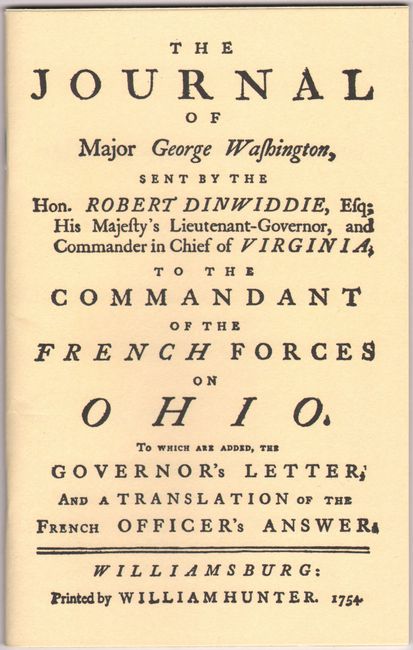 THE
JOURNAL
OF
Major George Waſhington,
SENT BY THE
Hon. ROBERT DINWIDDIE, Eſq;
His Majeſty's Lieutenant-Governor, and
Commander in Chief of VIRGINIA,
TO THE
COMMANDANT
OF THE
FRENCH FORCES
ON
OHIO.
To WHICH ARE ADDED, THE
GOVERNOR's LETTER,
AND A TRANSLATION OF THE
FRENCH OFFICER's ANSWER.
WILLIAMSBURG:
Printed by WILLIAM HUNTER. 1754.